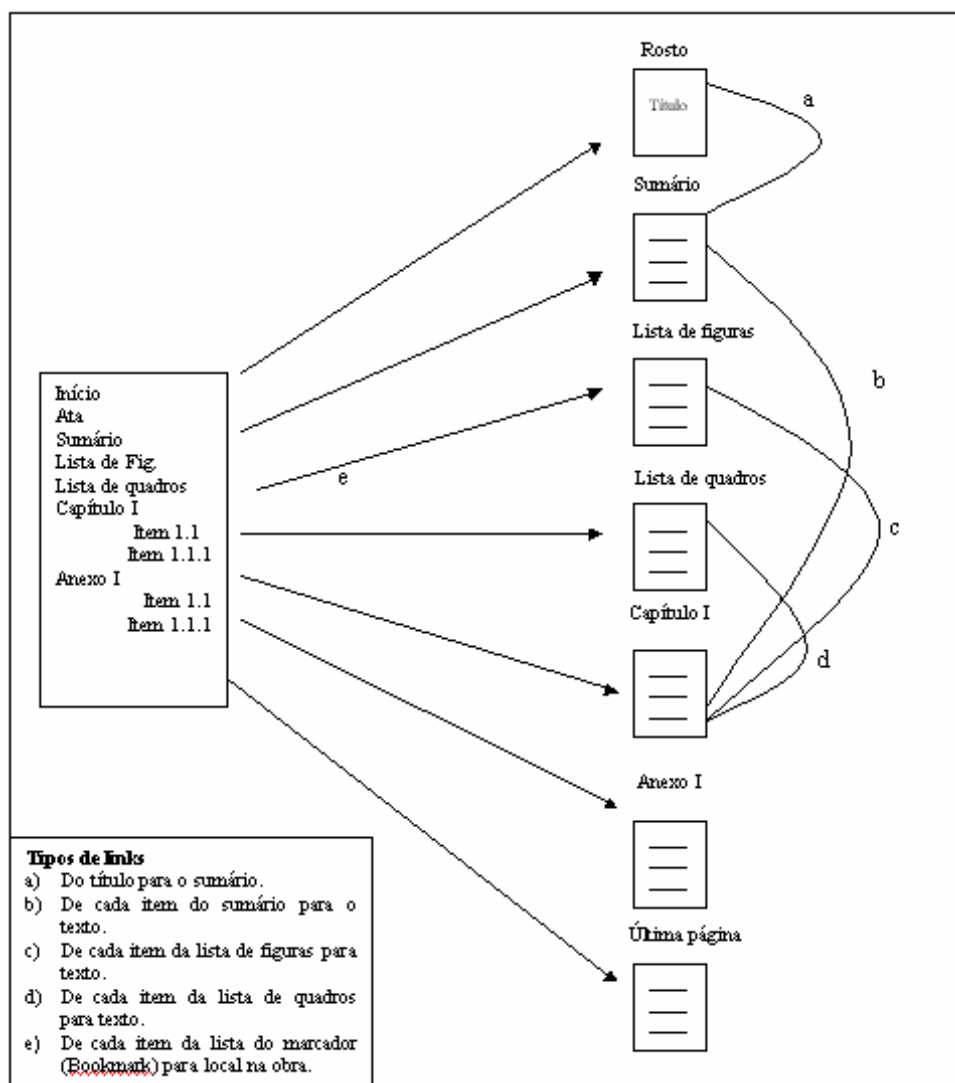 Rosto
Título
a
Sumário
Lista de figuras
b
Início
Ata
Sumário
Lista de Fig.
Lista de quadros
Capítulo I
Item 1.1
Item 1.1.1
Anexo I
Item 1.1
Item 1.1.1
e
Lista de quadros
c
Capítulo I
d
Anexo I
Última página
Tipos de links
a) Do título para o sumário.
b) De cada item do sumário para o
texto.
c) De cada item da lista de figuras para
texto.
d) De cada item da lista de quadros
para texto.
e) De cada item da lista do marcador
(Bookmark) para local na obra.